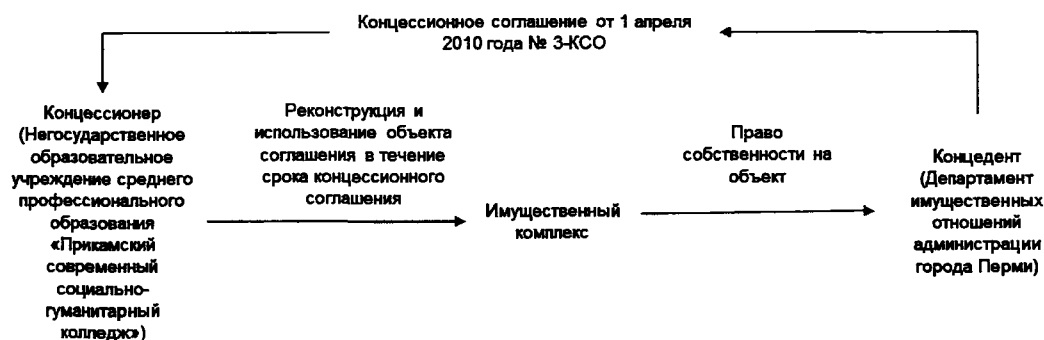 Концессионное соглашение от 1 апреля
2010 года № 3-КСО
Концессионер
(Негосударственное
образовательное
учреждение среднего
профессионального
образования
«Прикамский
современный
социально-
гуманитарный
колледж»)
Реконструкция и
использование объекта
соглашения в течение
срока концессионного
соглашения
Имущественный
комплекс
Право
собственности на
объект
Концедент
(Департамент
имущественных
отношений
администрации
города Перми)